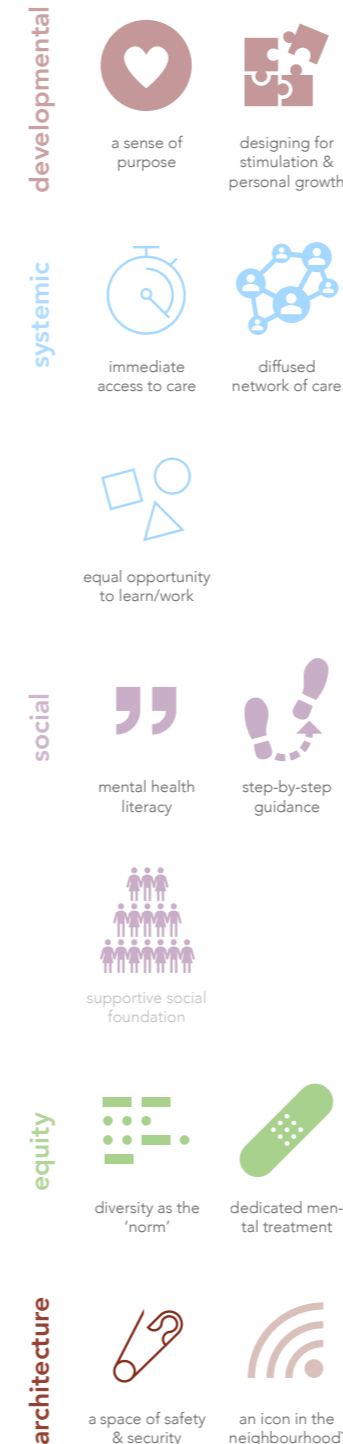 developmental
a sense of
purpose
designing for
stimulation &
personal growth
systemic
immediate
access to care
diffused
network of care
equal opportunity
to learn/work
social
mental health
literacy
step-by-step
guidance
supportive social
foundation
equity
diversity as the
‘norm’
dedicated men-
tal treatment
architecture
a space of safety
& security
an icon in the
neighbourhood`